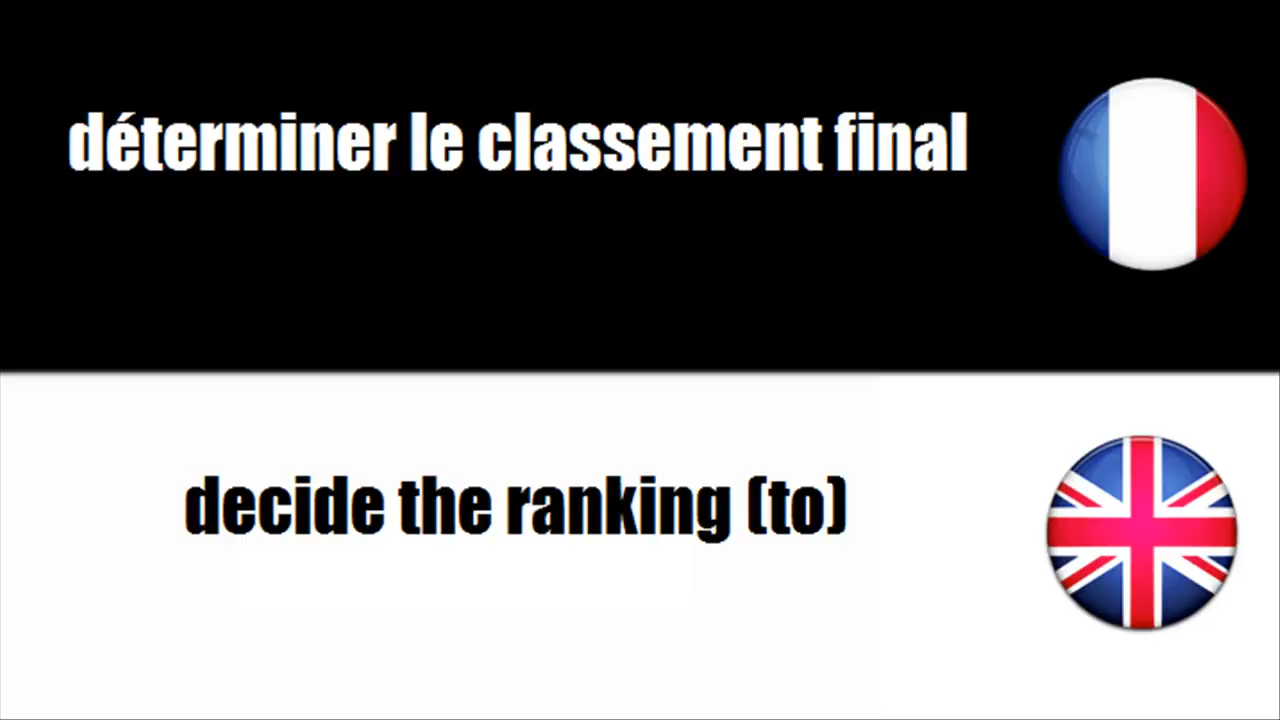 déterminer le classement final
decide the ranking (to)